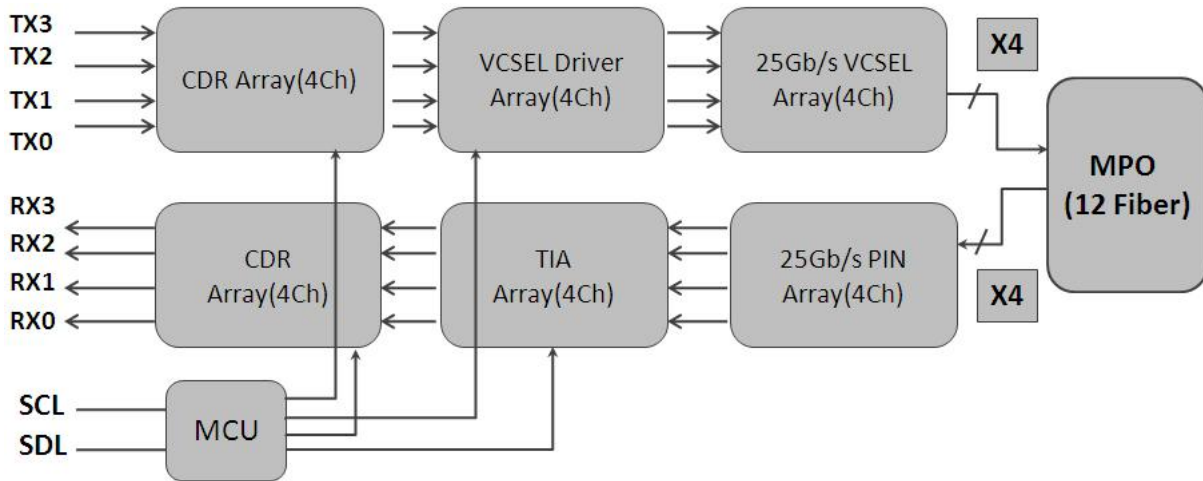 TX3
TX2
TX1
TX0
CDR Array(4Ch)
VCSEL Driver
Array(4Ch)
25Gb/s VCSEL
Array(4Ch)
X4
MPO
(12 Fiber)
RX3
RX2
RX1
RX0
CDR
Array(4Ch)
TIA
Array(4Ch)
25Gb/s PIN
Array(4Ch)
X4
SCL
SDL
MCU